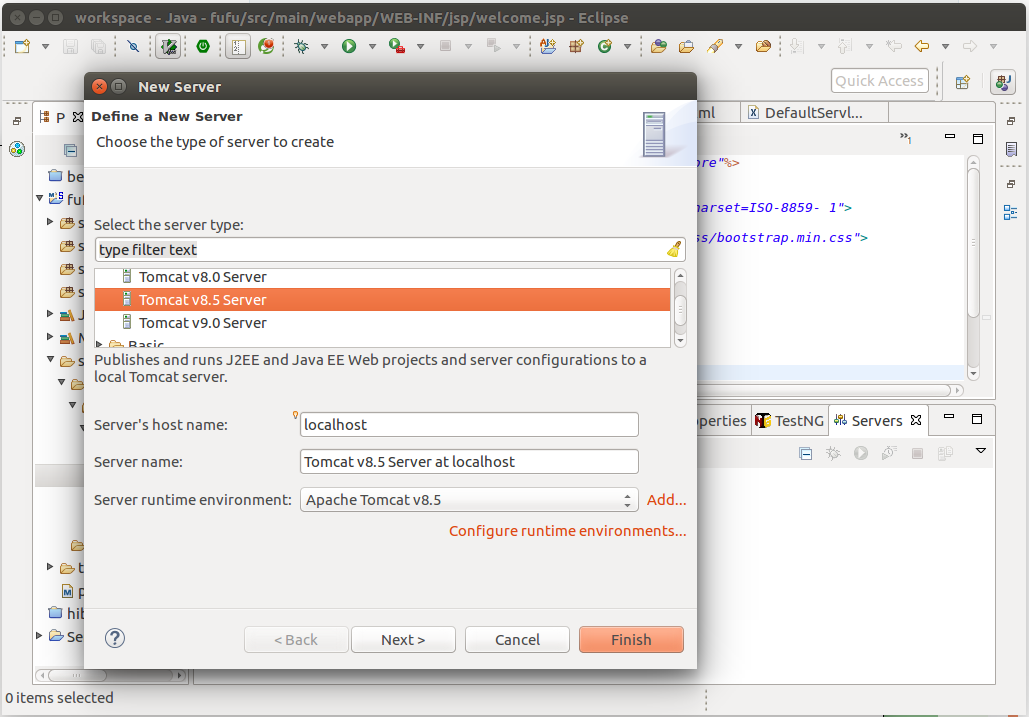 workspace - Java - fufu/src/main/webapp/WEB-INF/jsp/welcome.jsp - Eclipse
Quick Access
New Server
Define a New Server
Choose the type of server to create
P
ml
DefaultServl...
»1
ore"%>
harset=ISO-8859- 1">
ss/bootstrap.min.css">
be
fu
Select the server type:
type filter text
Tomcat v8.0 Server
Tomcat v8.5 Server
Tomcat v9.0 Server
Basic
Publishes and runs J2EE and Java EE Web projects and server configurations to a
local Tomcat server.
Server's host name:
localhost
Server name:
Tomcat v8.5 Server at localhost
Server runtime environment:
Apache Tomcat v8.5
Add...
Configure runtime environments...
operties
TestNG
Servers
hib
Se
< Back
Next >
Cancel
Finish
0 items selected